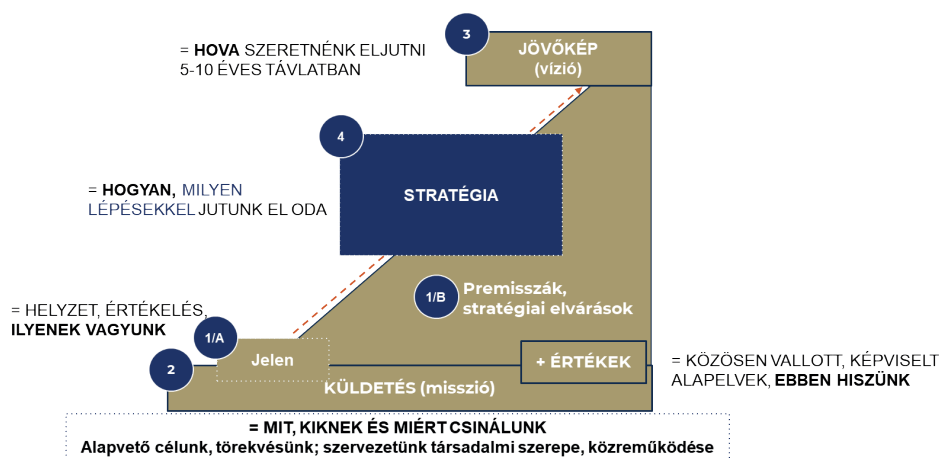 3
JÖVŐKÉP
(vízió)
= HOVA SZERETNÉNK ELJUTNI
5-10 ÉVES TÁVLATBAN
4
STRATÉGIA
= HOGYAN, MILYEN
LÉPÉSEKKEL JUTUNK EL ODA
1/B
Premisszák,
stratégiai elvárások
= HELYZET, ÉRTÉKELÉS,
ILYENEK VAGYUNK
1/A
Jelen
2
KÜLDETÉS (misszió)
+ ÉRTÉKEK
= KÖZÖSEN VALLOTT, KÉPVISELT
ALAPELVEK, EBBEN HISZÜNK
= MIT, KIKNEK ÉS MIÉRT CSINÁLUNK
Alapvető célunk, törekvésünk; szervezetünk társadalmi szerepe, közreműködése